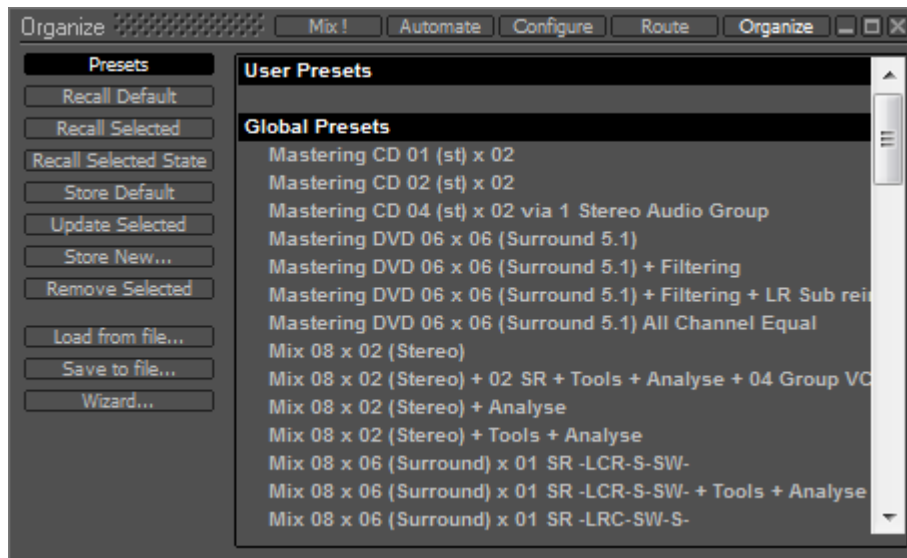 Organize Mix ! Automate Configure Route Organize
Presets
Recall Default
Recall Selected
Recall Selected State
Store Default
Update Selected
Store New...
Remove Selected
Load from file...
Save to file...
Wizard...
User Presets
Global Presets
Mastering CD 01 (st) x 02
Mastering CD 02 (st) x 02
Mastering CD 04 (st) x 02 via 1 Stereo Audio Group
Mastering DVD 06 x 06 (Surround 5.1)
Mastering DVD 06 x 06 (Surround 5.1) + Filtering
Mastering DVD 06 x 06 (Surround 5.1) + Filtering + LR Sub
Mastering DVD 06 x 06 (Surround 5.1) All Channel Equal
Mix 08 x 02 (Stereo)
Mix 08 x 02 (Stereo) + 02 SR + Tools + Analyse + 04 Group VC
Mix 08 x 02 (Stereo) + Analyse
Mix 08 x 02 (Stereo) + Tools + Analyse
Mix 08 x 06 (Surround) x 01 SR -LCR-S-SW-
Mix 08 x 06 (Surround) x 01 SR -LCR-S-SW- + Tools + Analyse
Mix 08 x 06 (Surround) x 01 SR -LRC-SW-S-